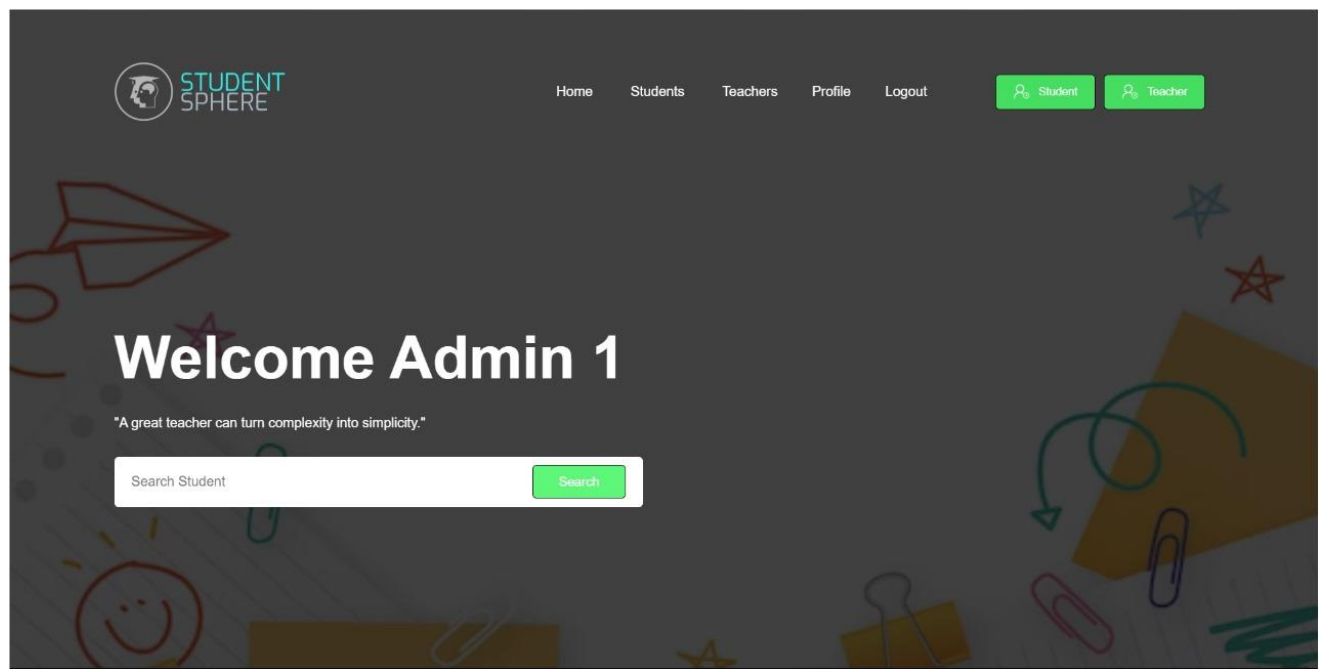 STUDENT
SPHERE
Home Students Teachers Profile Logout Student Teacher
Welcome Admin 1
"A great teacher can turn complexity into simplicity."
Search Student Search